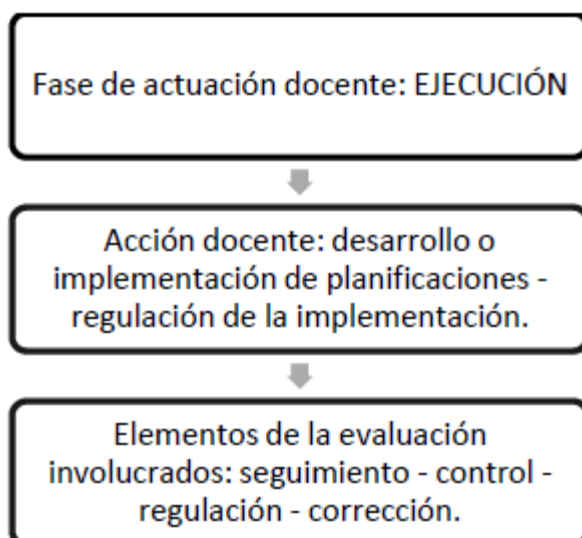 Fase de actuación docente: EJECUCIÓN
Acción docente: desarrollo o
implementación de planificaciones -
regulación de la implementación.
Elementos de la evaluación
involucrados: seguimiento - control -
regulación - corrección.